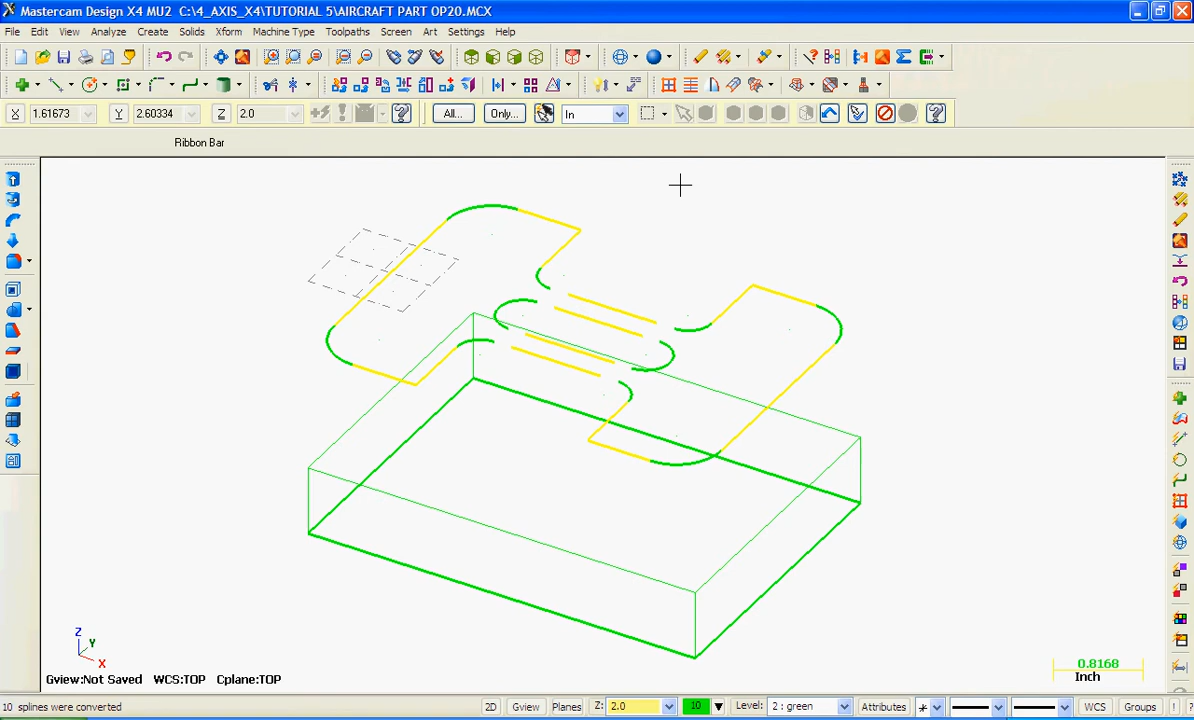 Mastercam Design X4 MU2 C:\4_AXIS_X4\TUTORIAL 5\AIRCRAFT PART OP20.MCX
File Edit View Analyze Create Solids Xform Machine Type Toolpaths Screen Art Settings Help
X 1.61673 Y 2.60334 Z 2.0 All... Only... In
Ribbon Bar
Z
Y
X
0.8168
Inch
Gview:Not Saved WCS:TOP Cplane:TOP
10 splines were converted 2D Gview Planes Z: 2.0 10 Level: 2 : green Attributes WCS Groups ! ?